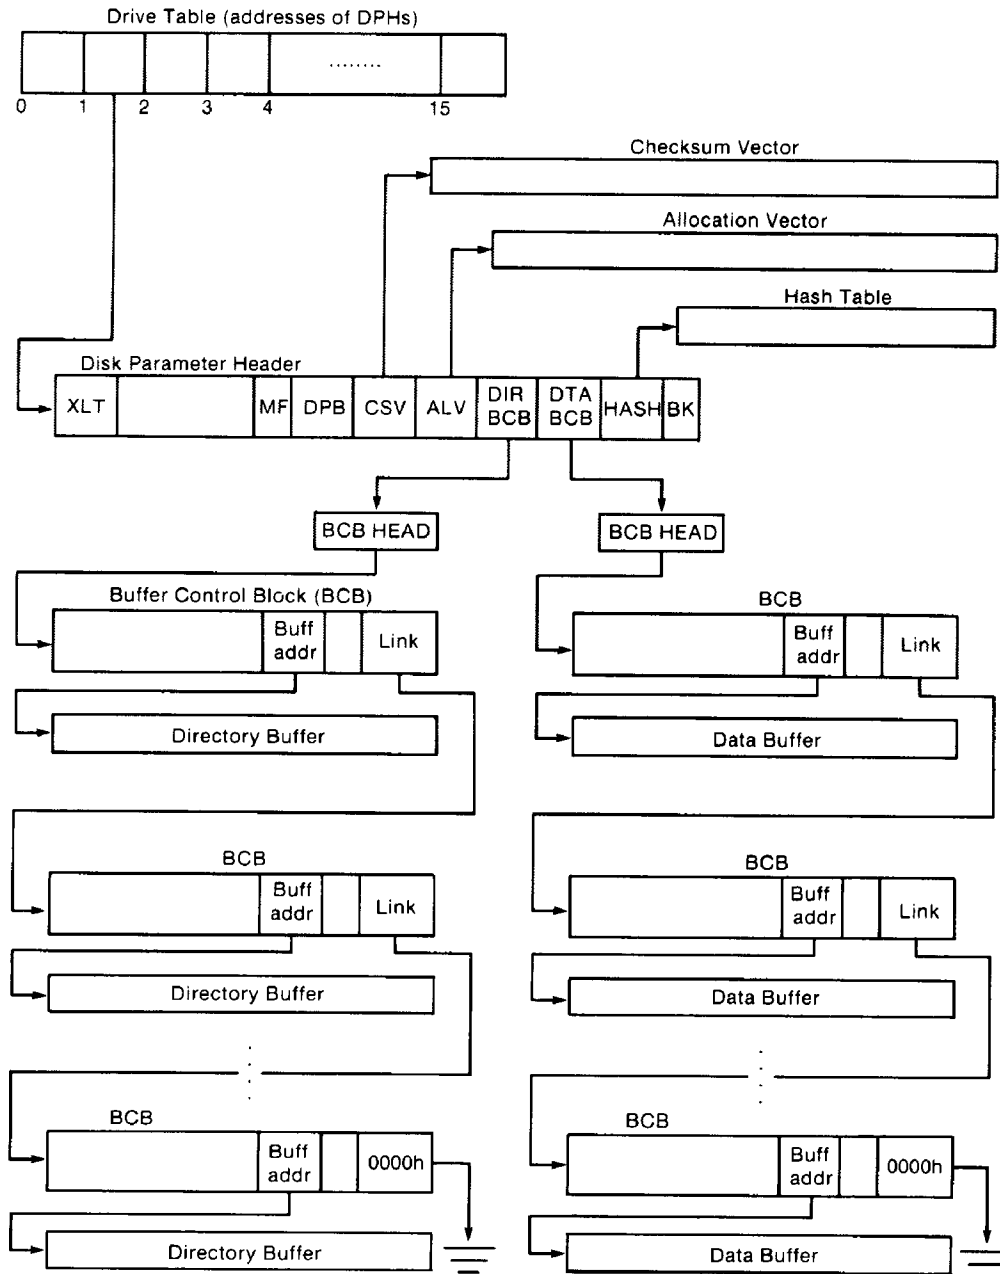 Drive Table (addresses of DPHs)
........
0 1 2 3 4 15
Checksum Vector
Allocation Vector
Hash Table
Disk Parameter Header
XLT MF DPB CSV ALV DIR BCB DTA BCB HASH BK
BCB HEAD BCB HEAD
Buffer Control Block (BCB)
Buff addr Link
Directory Buffer
BCB
Buff addr Link
Data Buffer
BCB
Buff addr Link
Directory Buffer
BCB
Buff addr Link
Data Buffer
BCB
Buff addr 0000h
Directory Buffer
BCB
Buff addr 0000h
Data Buffer